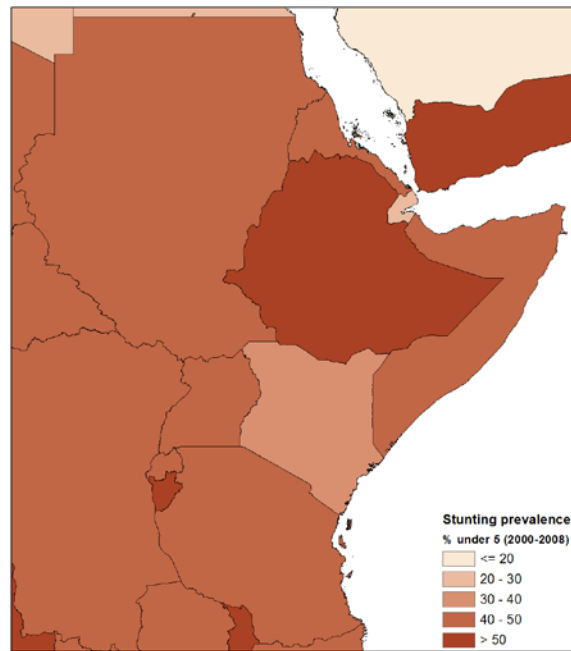 Stunting prevalence
% under 5 (2000-2008)
<= 20
20 - 30
30 - 40
40 - 50
> 50